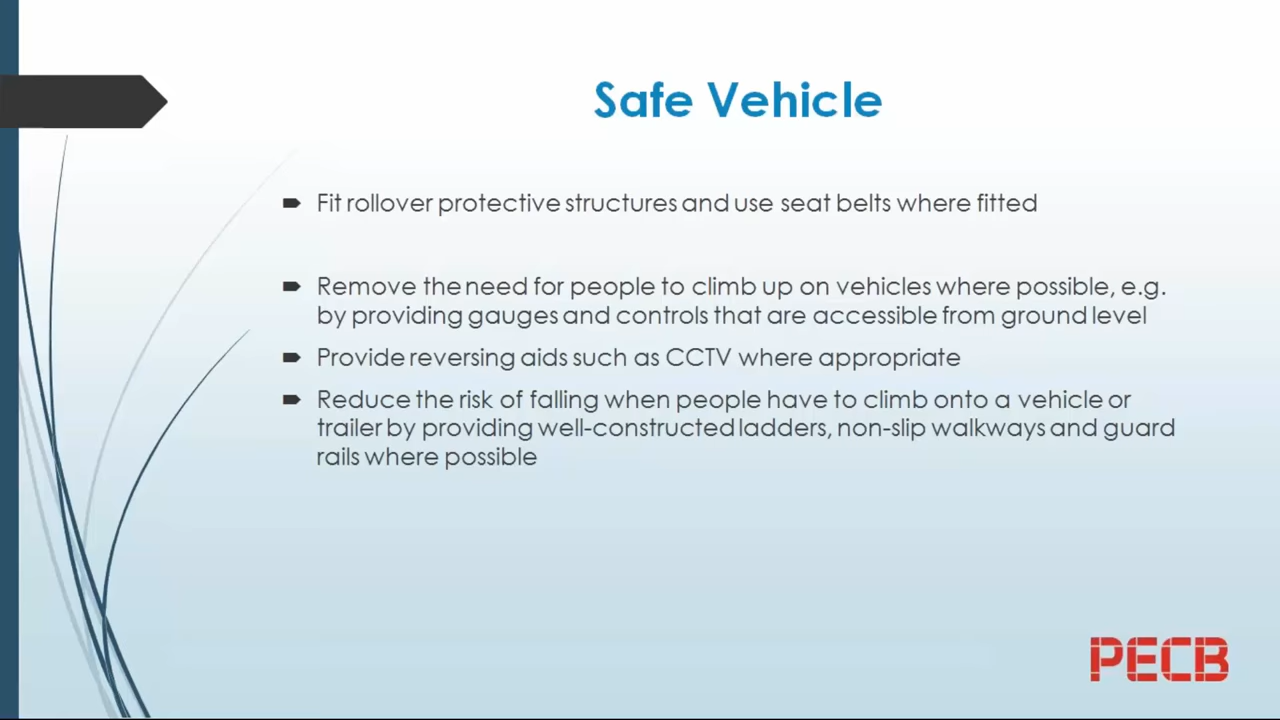 Safe Vehicle
Fit rollover protective structures and use seat belts where fitted
Remove the need for people to climb up on vehicles where possible, e.g.
by providing gauges and controls that are accessible from ground level
Provide reversing aids such as CCTV where appropriate
Reduce the risk of falling when people have to climb onto a vehicle or
trailer by providing well-constructed ladders, non-slip walkways and guard
rails where possible
PECB